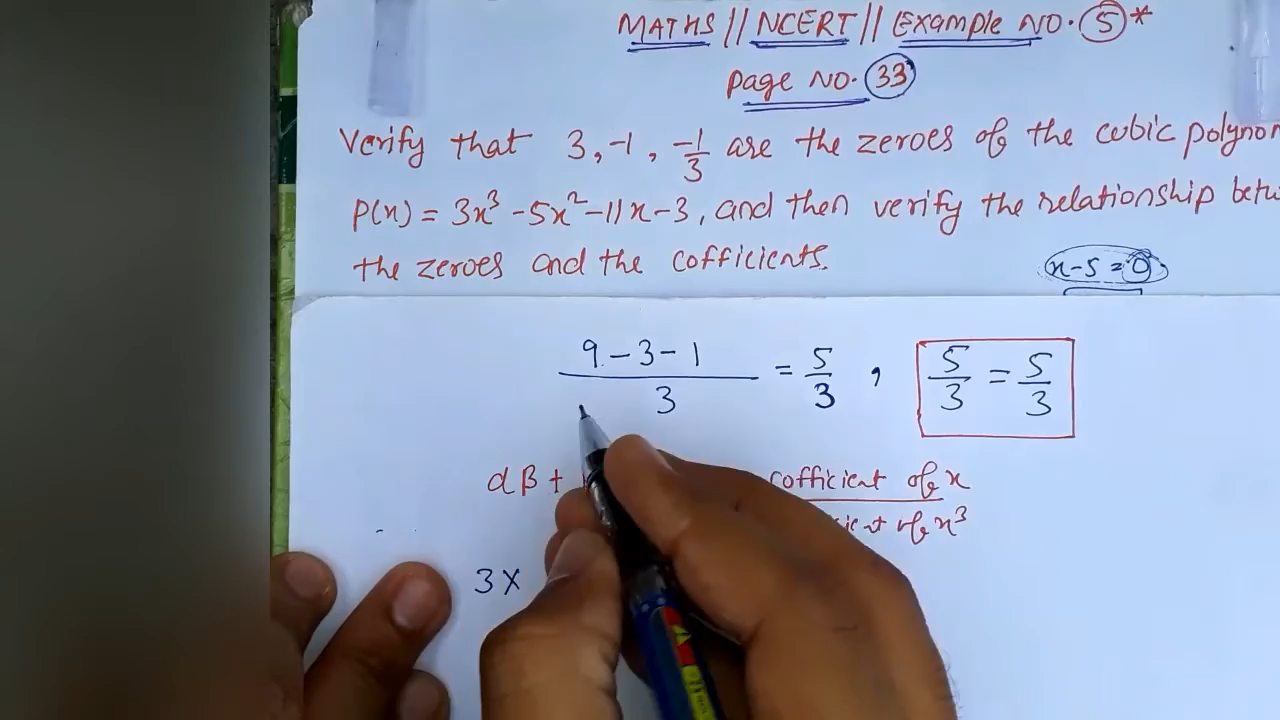 MATHS // NCERT // Example NO. 5 *
Page NO. 33
Verify that 3, -1, -1/3 are the zeroes of the cubic
P(x) = 3x³ - 5x² - 11x - 3, and then verify the relationship
the zeroes and the cofficients.
x - 5 = 0
9 - 3 - 1 / 3 = 5/3 , 5/3 = 5/3
αβ + cofficient of x / of x³
3 ×